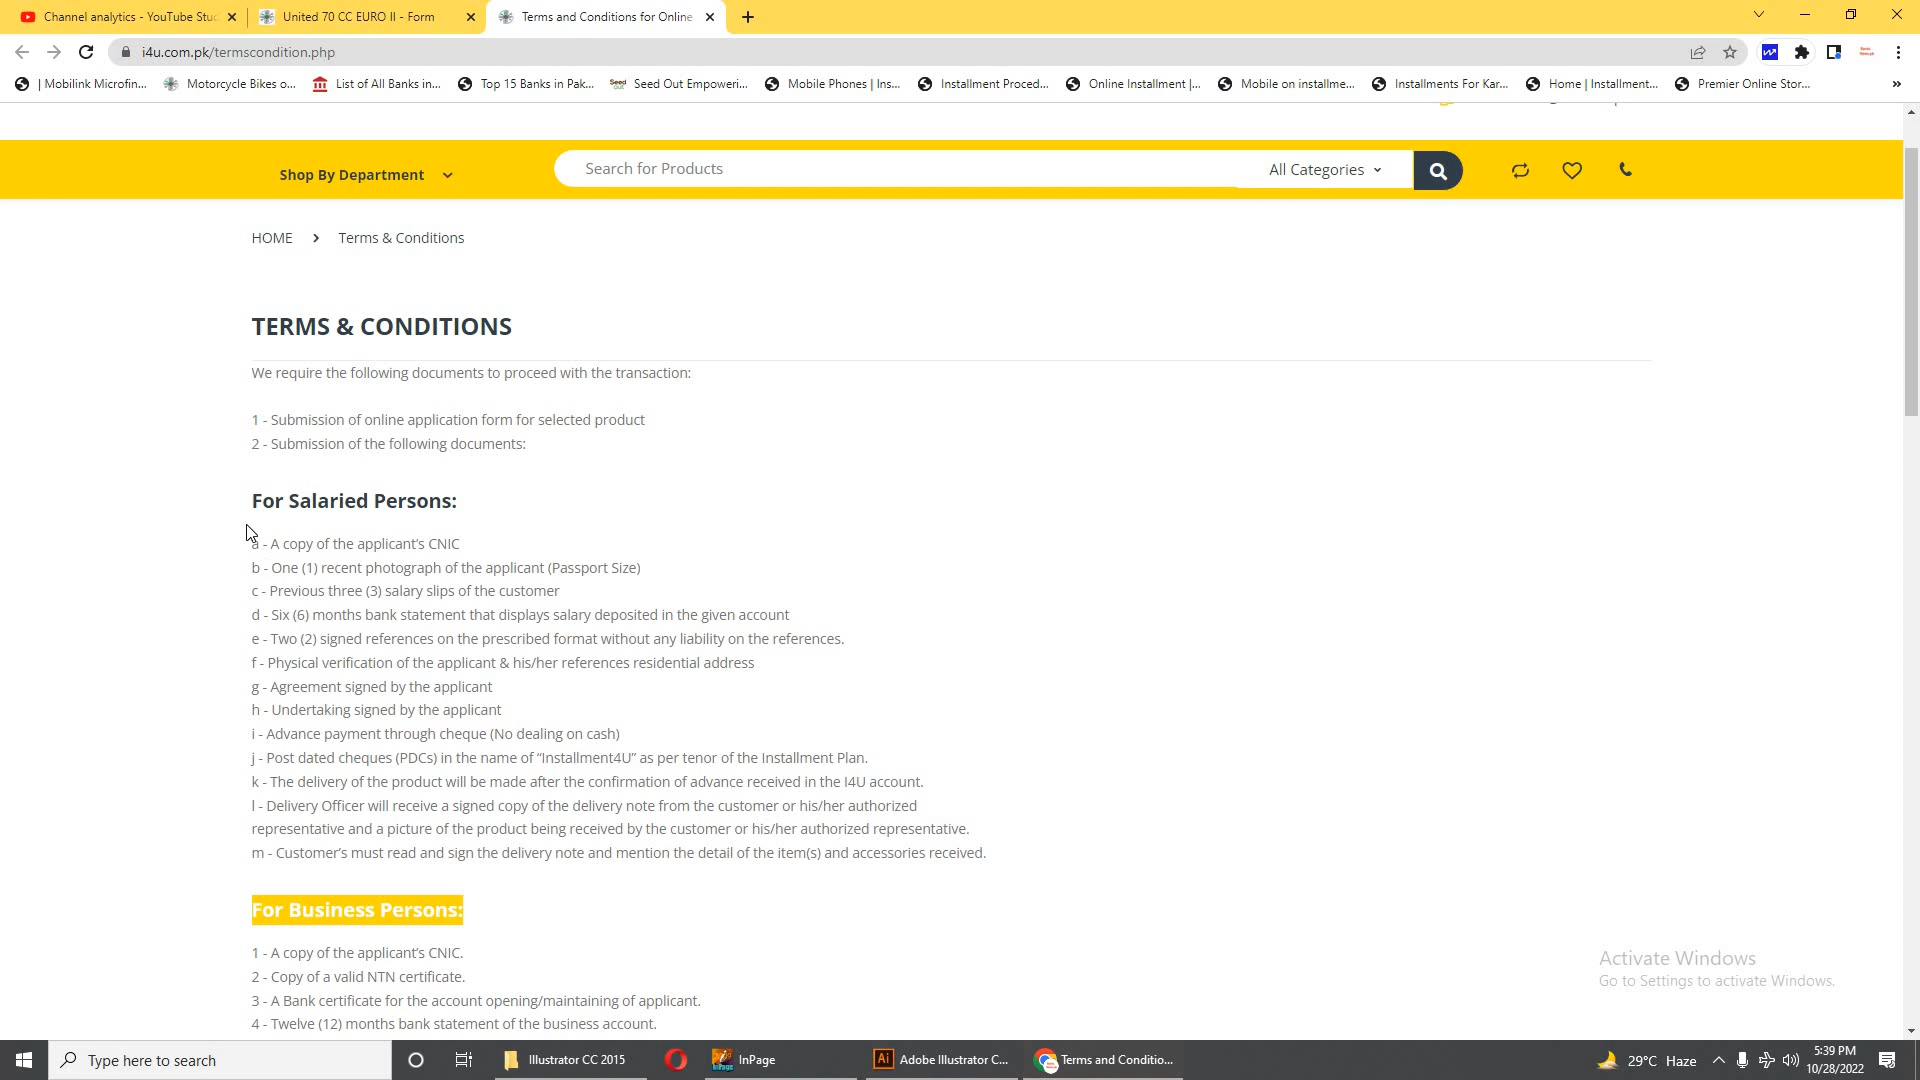 Channel analytics - YouTube Stu
United 70 CC EURO II - Form
Terms and Conditions for Online
i4u.com.pk/termscondition.php
| Mobilink Microfin...
Motorcycle Bikes o...
List of All Banks in...
Top 15 Banks in Pak...
Seed Out Empoweri...
Mobile Phones | Ins...
Installment Proced...
Online Installment |...
Mobile on installme...
Installments For Kar...
Home | Installment...
Premier Online Stor...
»
Shop By Department
Search for Products
All Categories
HOME
Terms & Conditions
TERMS & CONDITIONS
We require the following documents to proceed with the transaction:
1 - Submission of online application form for selected product
2 - Submission of the following documents:
For Salaried Persons:
a - A copy of the applicant’s CNIC
b - One (1) recent photograph of the applicant (Passport Size)
c - Previous three (3) salary slips of the customer
d - Six (6) months bank statement that displays salary deposited in the given account
e - Two (2) signed references on the prescribed format without any liability on the references.
f - Physical verification of the applicant & his/her references residential address
g - Agreement signed by the applicant
h - Undertaking signed by the applicant
i - Advance payment through cheque (No dealing on cash)
j - Post dated cheques (PDCs) in the name of “Installment4U” as per tenor of the Installment Plan.
k - The delivery of the product will be made after the confirmation of advance received in the I4U account.
l - Delivery Officer will receive a signed copy of the delivery note from the customer or his/her authorized
representative and a picture of the product being received by the customer or his/her authorized representative.
m - Customer’s must read and sign the delivery note and mention the detail of the item(s) and accessories received.
For Business Persons:
1 - A copy of the applicant’s CNIC.
2 - Copy of a valid NTN certificate.
3 - A Bank certificate for the account opening/maintaining of applicant.
4 - Twelve (12) months bank statement of the business account.
Activate Windows
Go to Settings to activate Windows.
Type here to search
Illustrator CC 2015
InPage
Adobe Illustrator C...
Terms and Conditio...
29°C Haze
5:39 PM
10/28/2022